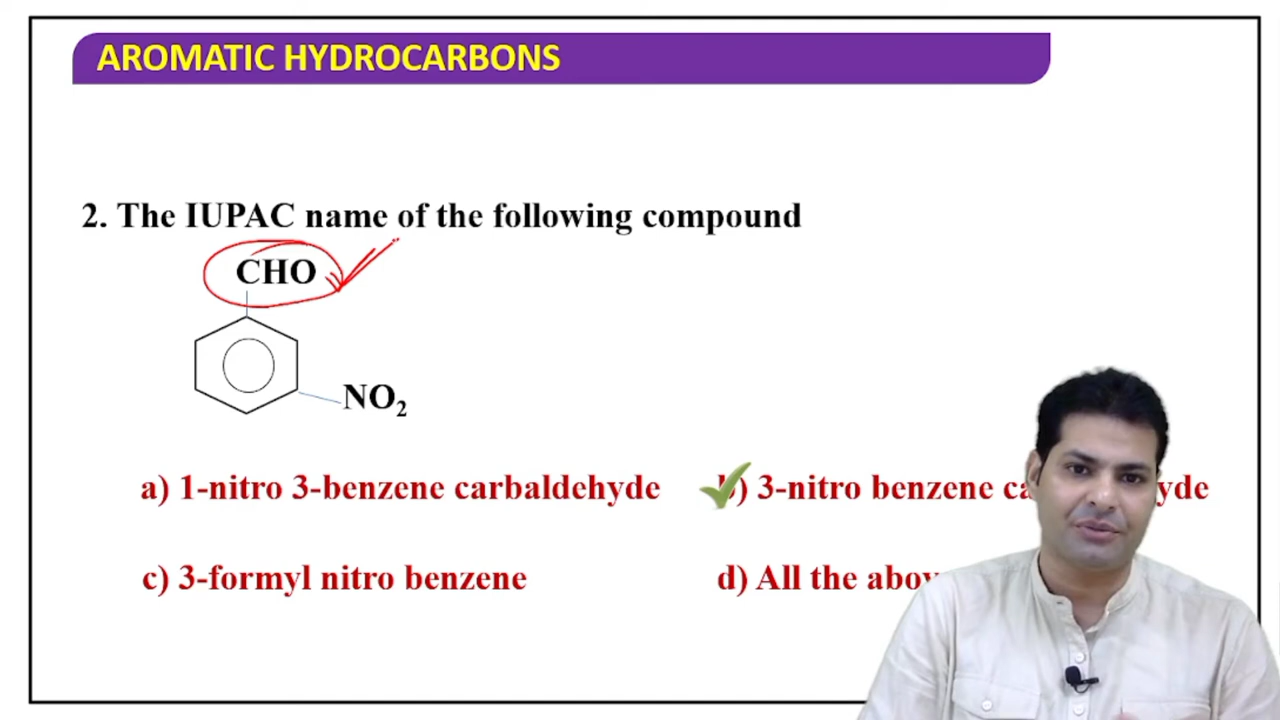 AROMATIC HYDROCARBONS
2. The IUPAC name of the following compound
CHO
NO₂
a) 1-nitro 3-benzene carbaldehyde
b) 3-nitro benzene
c) 3-formyl nitro benzene
d) All the